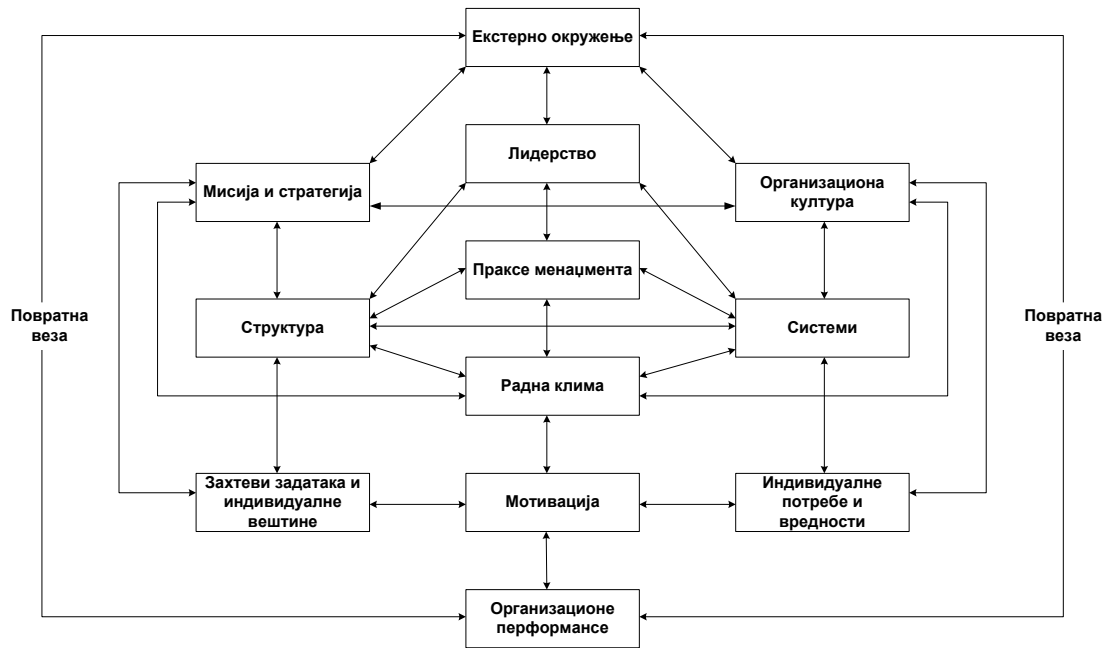 Екстерно окружење
Лидерство
Мисија и стратегија
Организациона
култура
Праксе менаџмента
Повратна
веза
Структура
Системи
Повратна
веза
Радна клима
Захтеви задатака и
индивидуалне
вештине
Мотивација
Индивидуалне
потребе и
вредности
Организационе
перформансе